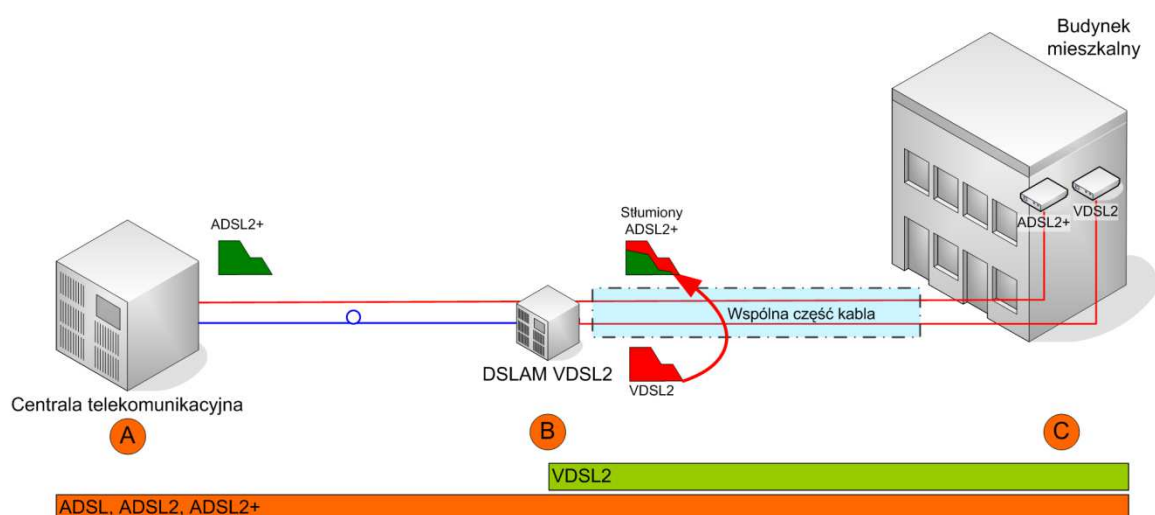 Budynek
mieszkalny
ADSL2+
Stłumiony
ADSL2+
VDSL2
ADSL2+
Wspólna część kabla
DSLAM VDSL2
VDSL2
Centrala telekomunikacyjna
A
B
C
VDSL2
ADSL, ADSL2, ADSL2+